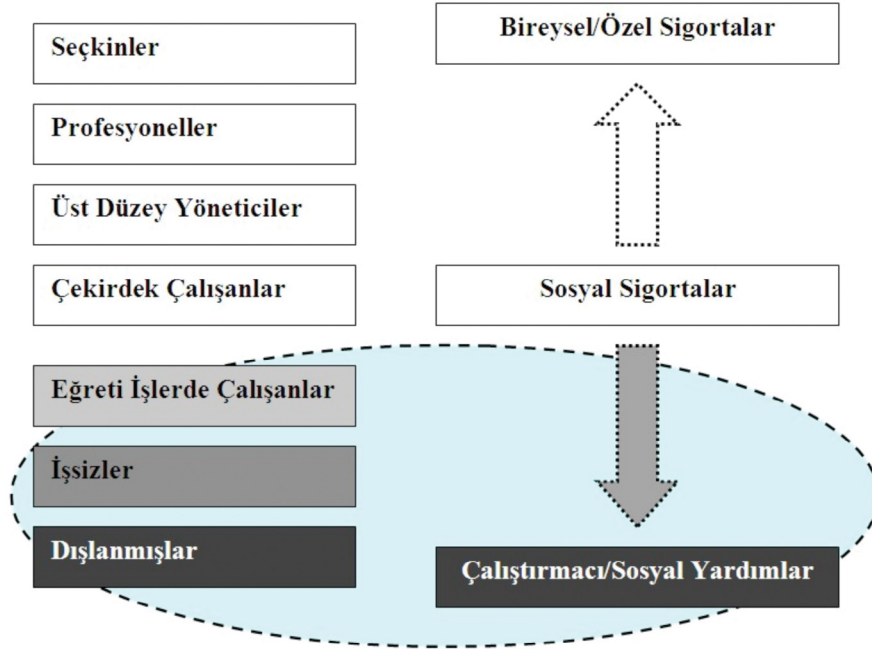 Seçkinler
Profesyoneller
Üst Düzey Yöneticiler
Çekirdek Çalışanlar
Eğreti İşlerde Çalışanlar
İşsizler
Dışlanmışlar
Bireysel/Özel Sigortalar
Sosyal Sigortalar
Çalıştırmacı/Sosyal Yardımlar